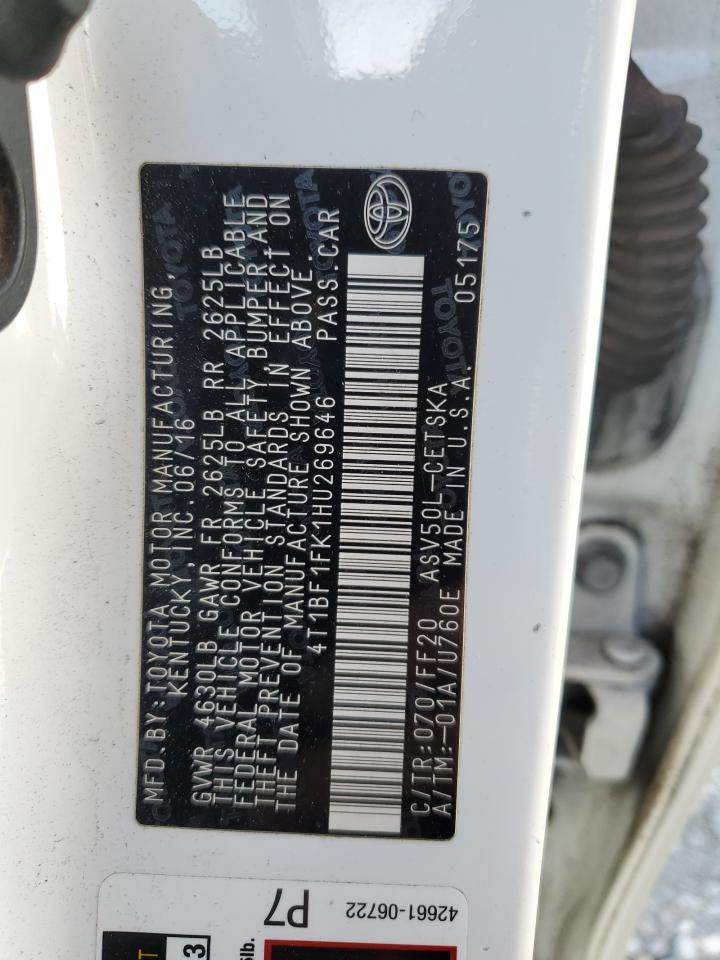 MFD. BY: TOYOTA MOTOR MANUFACTURING,
KENTUCKY, INC. 06/16
GVWR 4630LB GAWR FR 2625LB RR 2625LB
THIS VEHICLE CONFORMS TO ALL APPLICABLE
FEDERAL MOTOR VEHICLE SAFETY BUMPER AND
THEFT PREVENTION STANDARDS IN EFFECT ON
THE DATE OF MANUFACTURE SHOWN ABOVE.
4T1BF1FK1HU269646 PASS. CAR
C/TR: 070/FF20 ASV50L-CETSKA
A/TM: -01A/U760E MADE IN U.S.A. 05175
P7
42661-06722
3
lb.